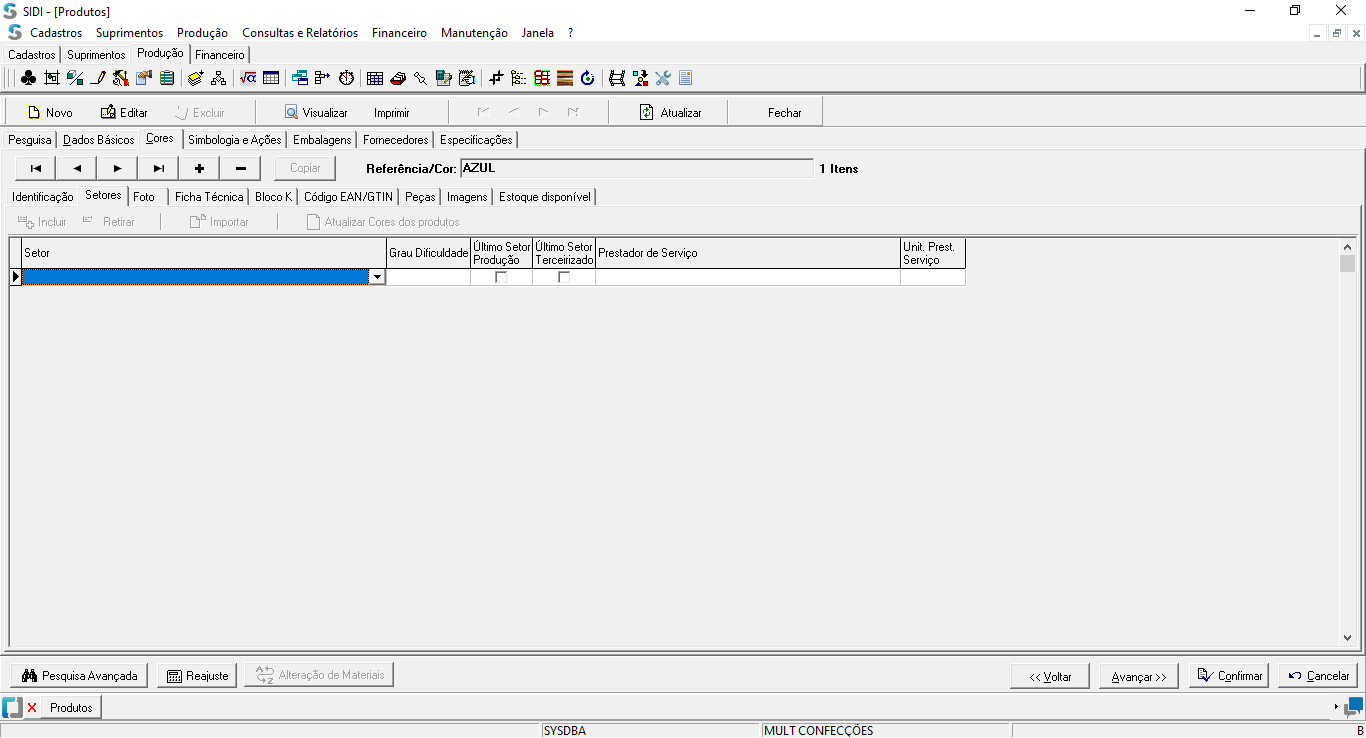 SIDI - [Produtos]
Cadastros Suprimentos Produção Consultas e Relatórios Financeiro Manutenção Janela ?
Cadastros Suprimentos Produção Financeiro
Novo Editar Excluir Visualizar Imprimir Atualizar Fechar
Pesquisa Dados Básicos Cores Simbologia e Ações Embalagens Fornecedores Especificações
Copiar Referência/Cor: AZUL 1 Itens
Identificação Setores Foto Ficha Técnica Bloco K Código EAN/GTIN Peças Imagens Estoque disponível
Incluir Retirar Importar Atualizar Cores dos produtos
Setor Grau Dificuldade Último Setor Produção Último Setor Terceirizado Prestador de Serviço Unit. Prest. Serviço
Pesquisa Avançada Reajuste Alteração de Materiais << Voltar Avançar >> Confirmar Cancelar
Produtos
SYSDBA MULT CONFECÇÕES B